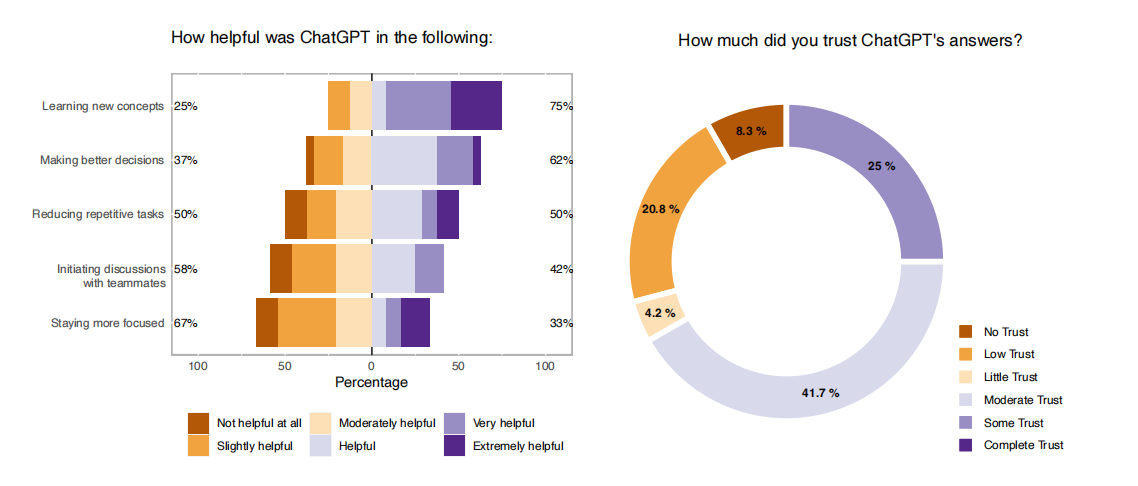 How helpful was ChatGPT in the following:
Learning new concepts 25% 75%
Making better decisions 37% 62%
Reducing repetitive tasks 50% 50%
Initiating discussions
with teammates 58% 42%
Staying more focused 67% 33%
100 50 0 50 100
Percentage
Not helpful at all Moderately helpful Very helpful
Slightly helpful Helpful Extremely helpful
How much did you trust ChatGPT's answers?
8.3 %
25 %
20.8 %
4.2 %
41.7 %
No Trust
Low Trust
Little Trust
Moderate Trust
Some Trust
Complete Trust